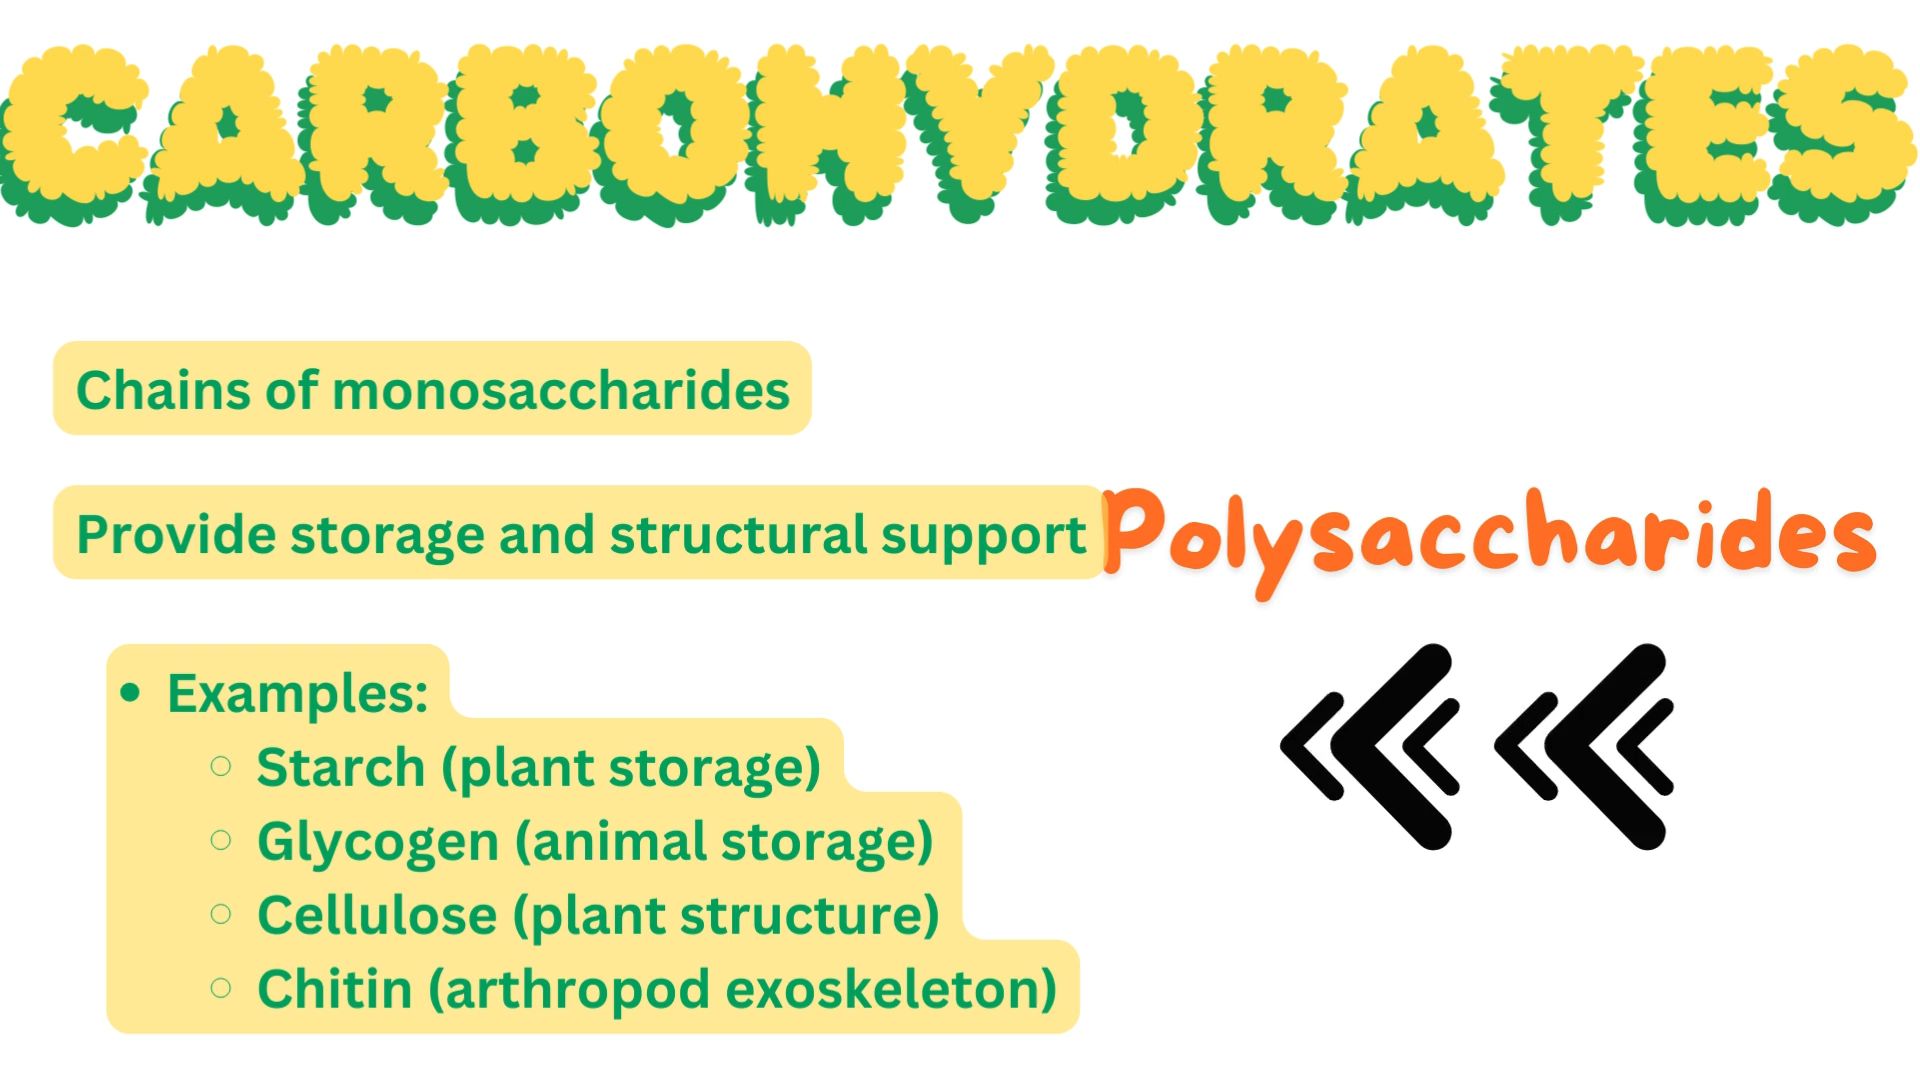 CARBOHYDRATES
Chains of monosaccharides
Provide storage and structural support
Polysaccharides
• Examples:
○ Starch (plant storage)
○ Glycogen (animal storage)
○ Cellulose (plant structure)
○ Chitin (arthropod exoskeleton)